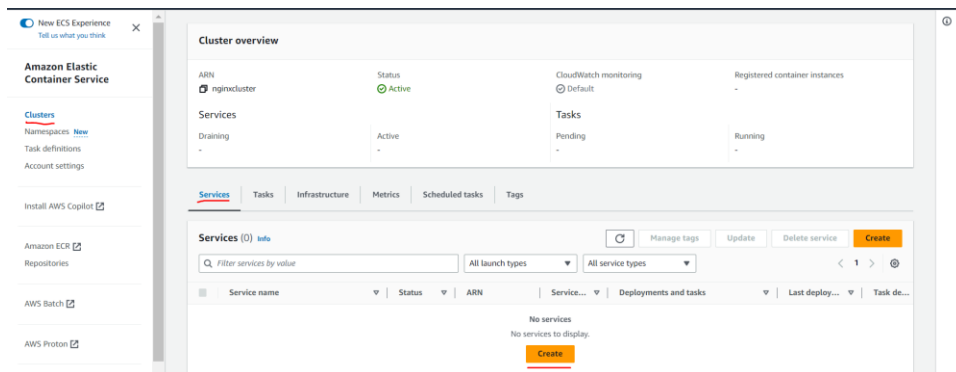 New ECS Experience
Tell us what you think
Amazon Elastic
Container Service
Clusters
Namespaces New
Task definitions
Account settings
Install AWS Copilot
Amazon ECR
Repositories
AWS Batch
AWS Proton
Cluster overview
ARN Status CloudWatch monitoring Registered container instances
nginxcluster Active Default -
Services Tasks
Draining Active Pending Running
- - - -
Services Tasks Infrastructure Metrics Scheduled tasks Tags
Services (0) Info Manage tags Update Delete service Create
Filter services by value All launch types All service types 1
Service name Status ARN Service... Deployments and tasks Last deploy... Task de...
No services
No services to display.
Create